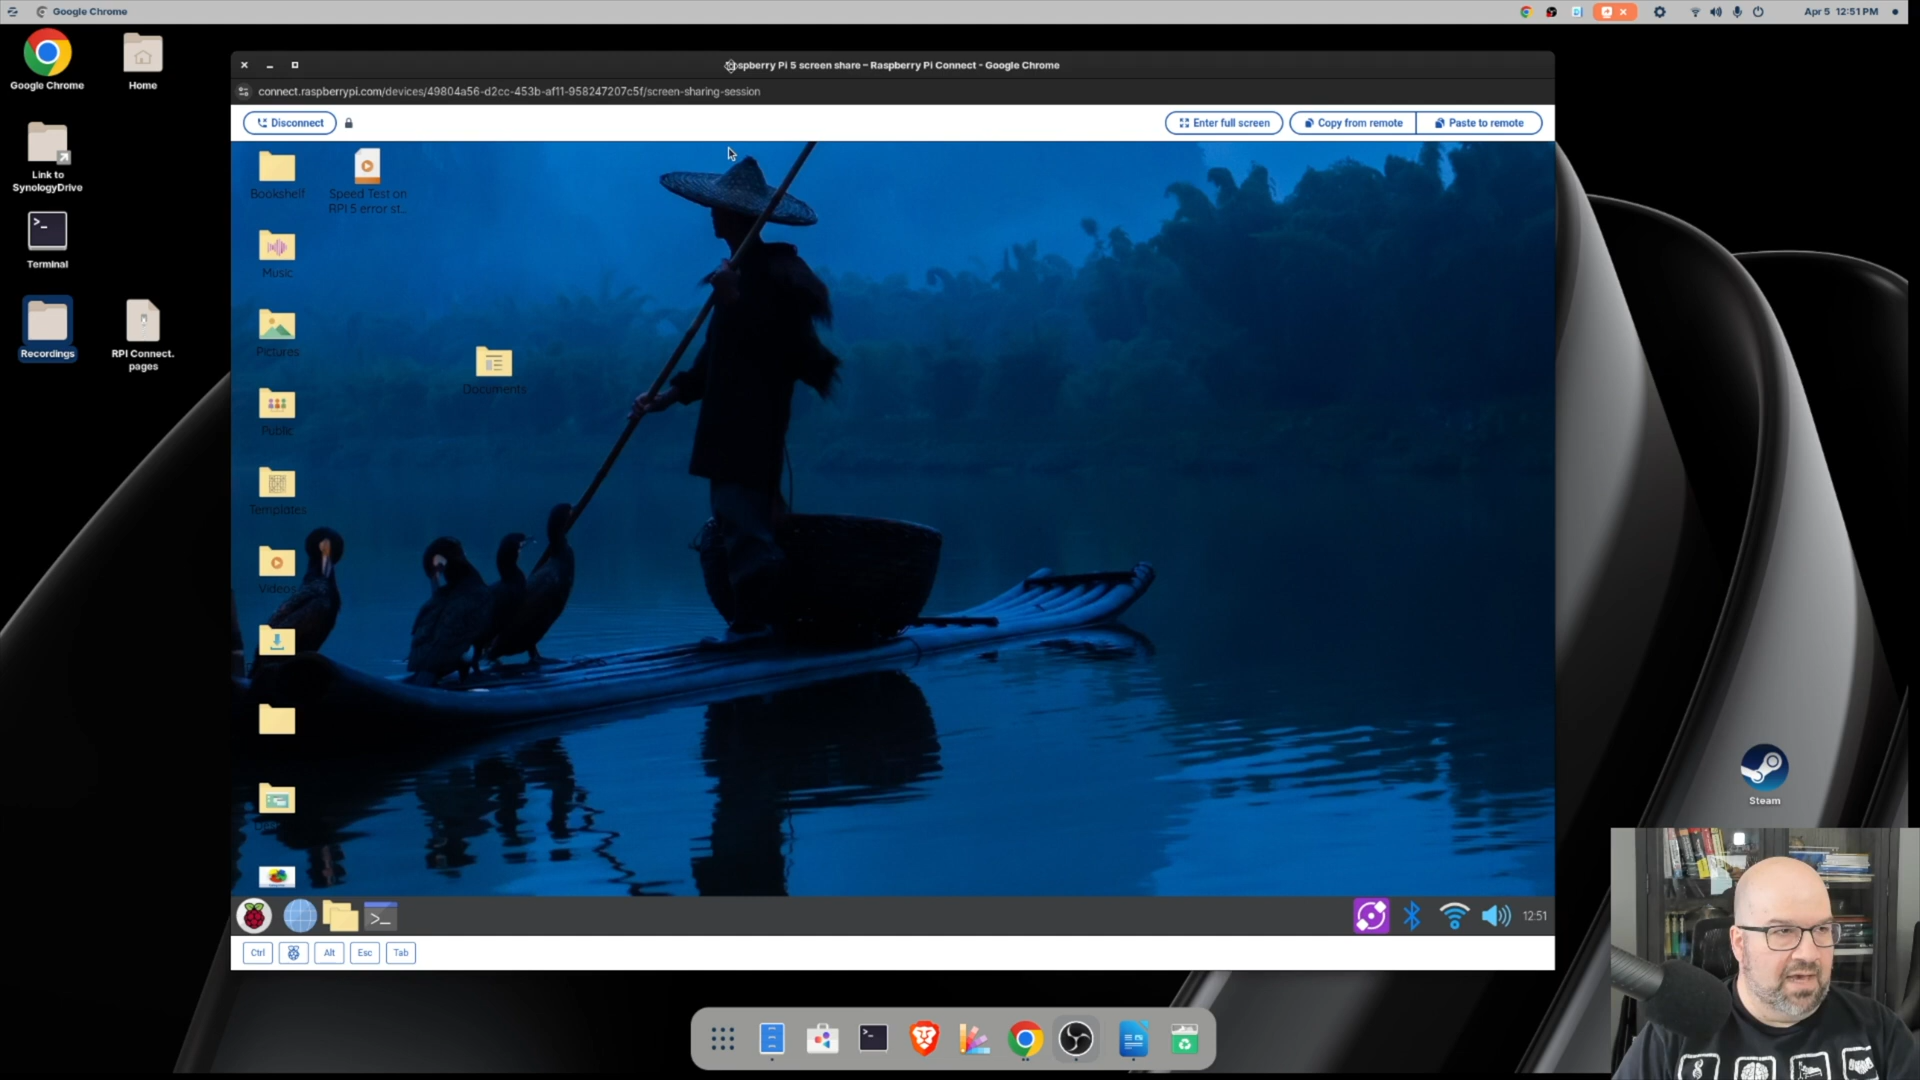 Google Chrome
Apr 5 12:51 PM
Google Chrome
Home
Link to
SynologyDrive
Terminal
Recordings
RPI Connect.
pages
Steam
spberry Pi 5 screen share – Raspberry Pi Connect - Google Chrome
connect.raspberrypi.com/devices/49804a56-d2cc-453b-af11-958247207c5f/screen-sharing-session
Disconnect
Enter full screen
Copy from remote
Paste to remote
Bookshelf
Speed Test on
RPI 5 error st...
Music
Pictures
Documents
Public
Templates
Videos
12:51
Ctrl
Alt
Esc
Tab